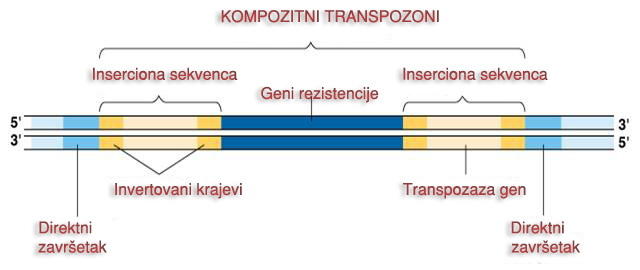 KOMPOZITNI TRANSPOZONI
Inserciona sekvenca
Inserciona sekvenca
Geni rezistencije
5' 3'
3' 5'
Invertovani krajevi
Transpozaza gen
Direktni
završetak
Direktni
završetak